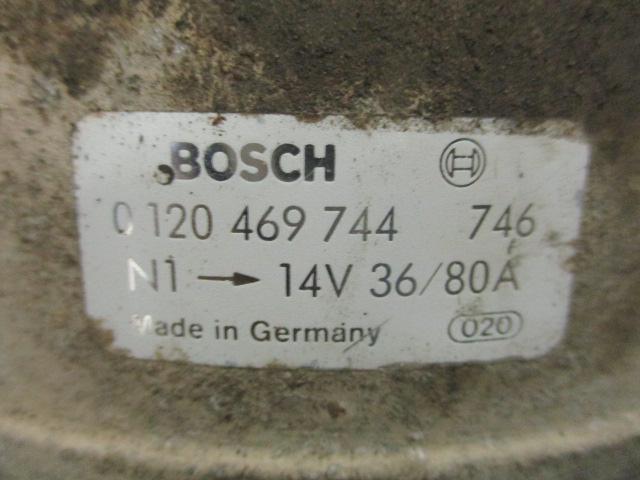 BOSCH
0 120 469 744 746
N1 → 14V 36/80A
Made in Germany 020